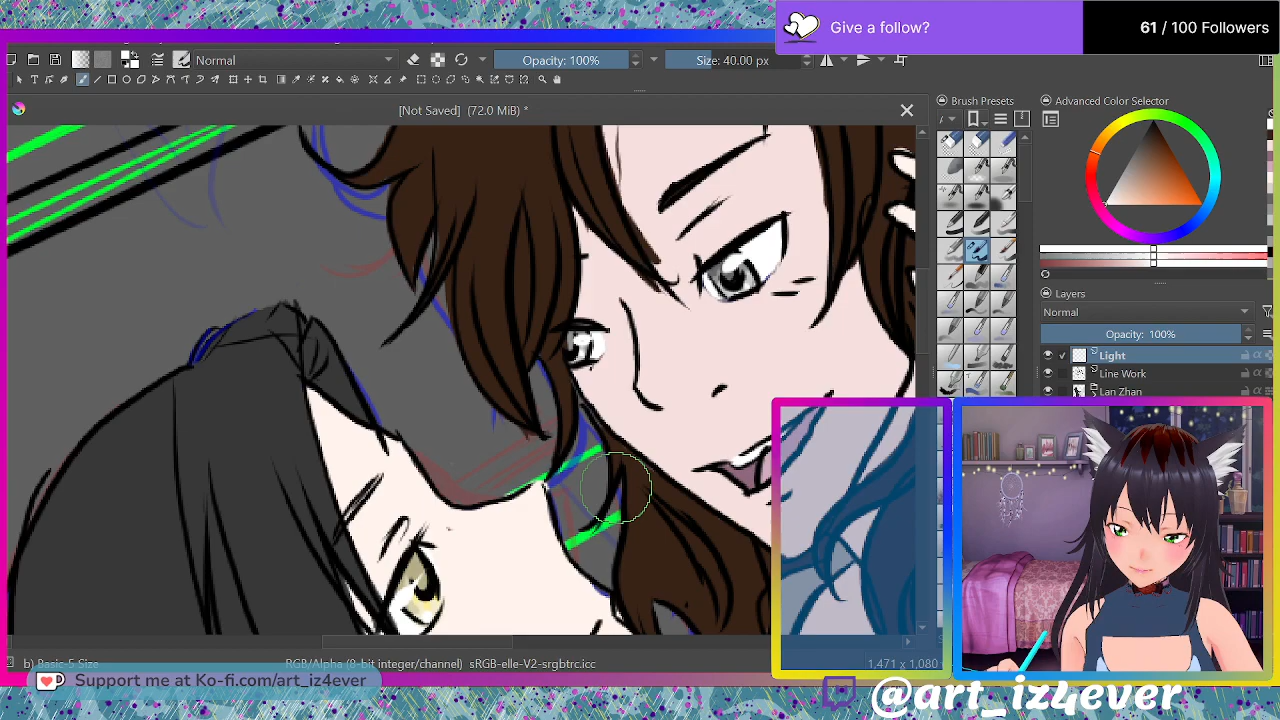 Give a follow?
61 / 100 Followers
Normal
Opacity: 100%
Size: 40.00 px
[Not Saved] (72.0 MiB) *
Brush Presets
Advanced Color Selector
Layers
Normal
Opacity: 100%
Light
Line Work
Lan Zhan
b) Basic-5 Size
RGB/Alpha (8-bit integer/channel) sRGB-elle-V2-srgbtrc.icc
1,471 x 1,080
Support me at Ko-fi.com/art_iz4ever
@art_iz4ever